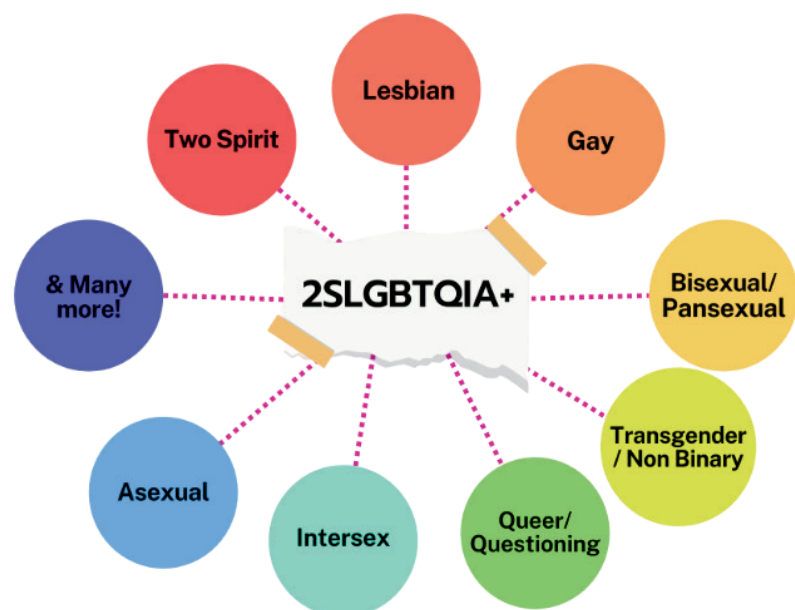 Lesbian
Two Spirit
Gay
& Many
more!
2SLGBTQIA+
Bisexual/
Pansexual
Transgender
/ Non Binary
Asexual
Intersex
Queer/
Questioning